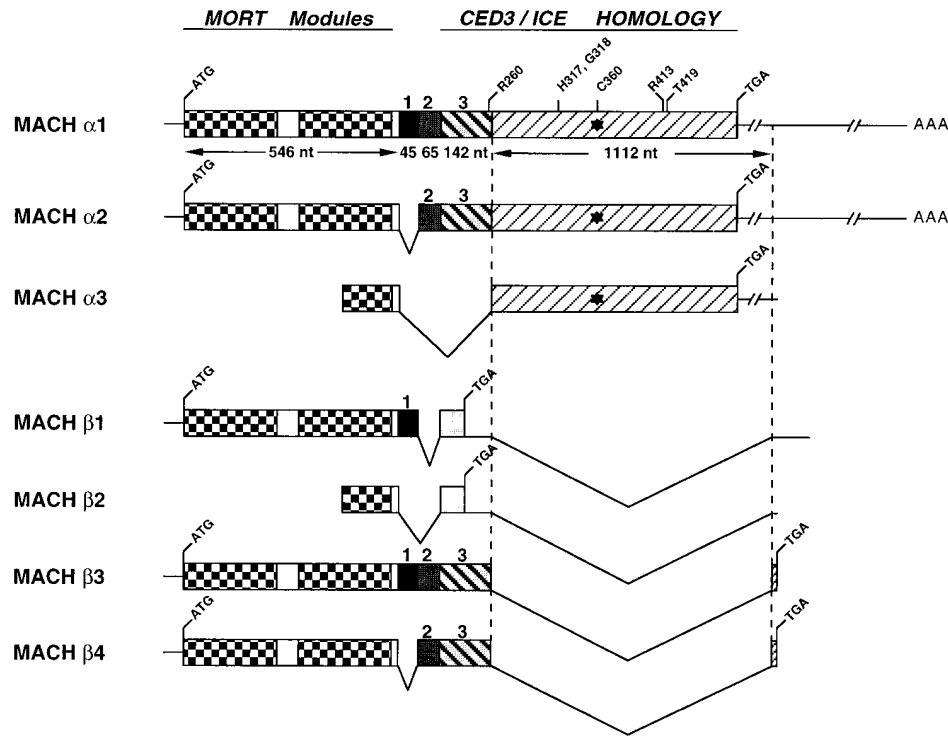 MORT Modules CED3 / ICE HOMOLOGY
ATG R260 H317, G318 C360 R413 T419 TGA
1 2 3
MACH α1 AAA
546 nt 45 65 142 nt 1112 nt
ATG TGA
2 3
MACH α2 AAA
TGA
MACH α3
ATG 1 TGA
MACH β1
TGA
MACH β2
ATG 1 2 3 TGA
MACH β3
ATG 2 3 TGA
MACH β4